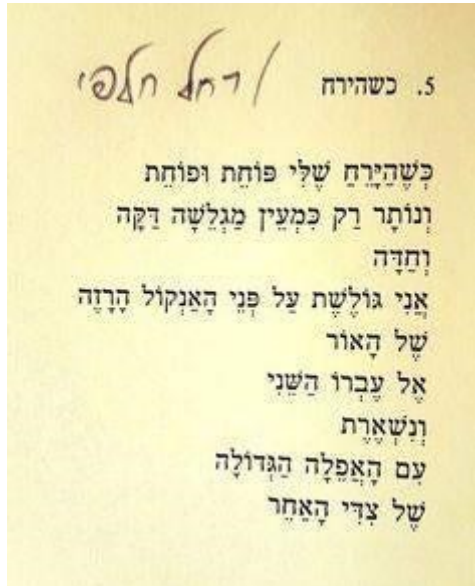 5. כשהירח / רחל חלפי
כְּשֶׁהַיָּרֵחַ שֶׁלִּי פּוֹחֵת וּפוֹחֵת
וְנוֹתָר רַק כְּמֵעֵין מַגְלֵשָׁה דַּקָּה
וְחַדָּה
אֲנִי גּוֹלֶשֶׁת עַל פְּנֵי הָאֻנְקוֹל הָרָזֶה
שֶׁל הָאוֹר
אֶל עֶבְרוֹ הַשֵּׁנִי
וְנִשְׁאֶרֶת
עִם הָאֲפֵלָה הַגְּדוֹלָה
שֶׁל צִדִּי הָאַחֵר